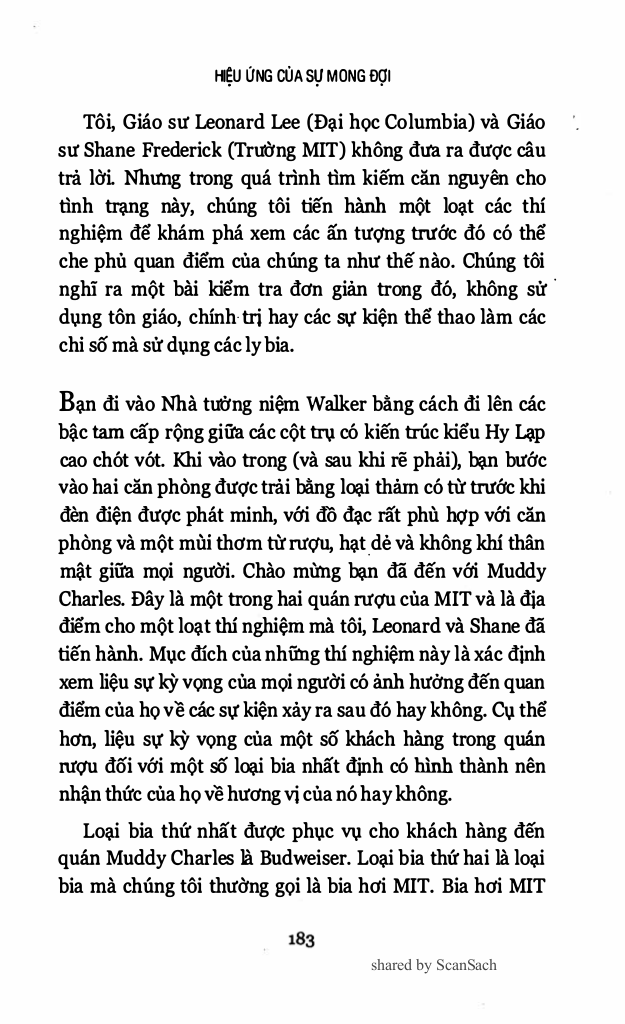 HIỆU ỨNG CỦA SỰ MONG ĐỢI
Tôi, Giáo sư Leonard Lee (Đại học Columbia) và Giáo
sư Shane Frederick (Trường MIT) không đưa ra được câu
trả lời. Nhưng trong quá trình tìm kiếm căn nguyên cho
tình trạng này, chúng tôi tiến hành một loạt các thí
nghiệm để khám phá xem các ấn tượng trước đó có thể
che phủ quan điểm của chúng ta như thế nào. Chúng tôi
nghĩ ra một bài kiểm tra đơn giản trong đó, không sử
dụng tôn giáo, chính trị hay các sự kiện thể thao làm các
chỉ số mà sử dụng các ly bia.
Bạn đi vào Nhà tưởng niệm Walker bằng cách đi lên các
bậc tam cấp rộng giữa các cột trụ có kiến trúc kiểu Hy Lạp
cao chót vót. Khi vào trong (và sau khi rẽ phải), bạn bước
vào hai căn phòng được trải bằng loại thảm có từ trước khi
đèn điện được phát minh, với đồ đạc rất phù hợp với căn
phòng và một mùi thơm từ rượu, hạt dẻ và không khí thân
mật giữa mọi người. Chào mừng bạn đã đến với Muddy
Charles. Đây là một trong hai quán rượu của MIT và là địa
điểm cho một loạt thí nghiệm mà tôi, Leonard và Shane đã
tiến hành. Mục đích của những thí nghiệm này là xác định
xem liệu sự kỳ vọng của mọi người có ảnh hưởng đến quan
điểm của họ về các sự kiện xảy ra sau đó hay không. Cụ thể
hơn, liệu sự kỳ vọng của một số khách hàng trong quán
rượu đối với một số loại bia nhất định có hình thành nên
nhận thức của họ về hương vị của nó hay không.
Loại bia thứ nhất được phục vụ cho khách hàng đến
quán Muddy Charles là Budweiser. Loại bia thứ hai là loại
bia mà chúng tôi thường gọi là bia hơi MIT. Bia hơi MIT
183
shared by ScanSach